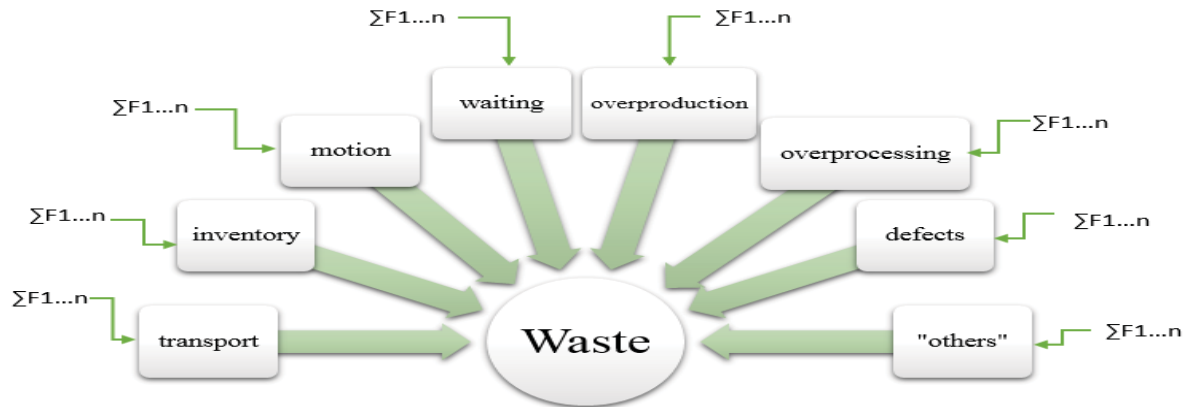 ∑F1...n
∑F1...n
waiting
overproduction
∑F1...n
∑F1...n
motion
overprocessing
∑F1...n
∑F1...n
inventory
defects
∑F1...n
∑F1...n
transport
Waste
"others"